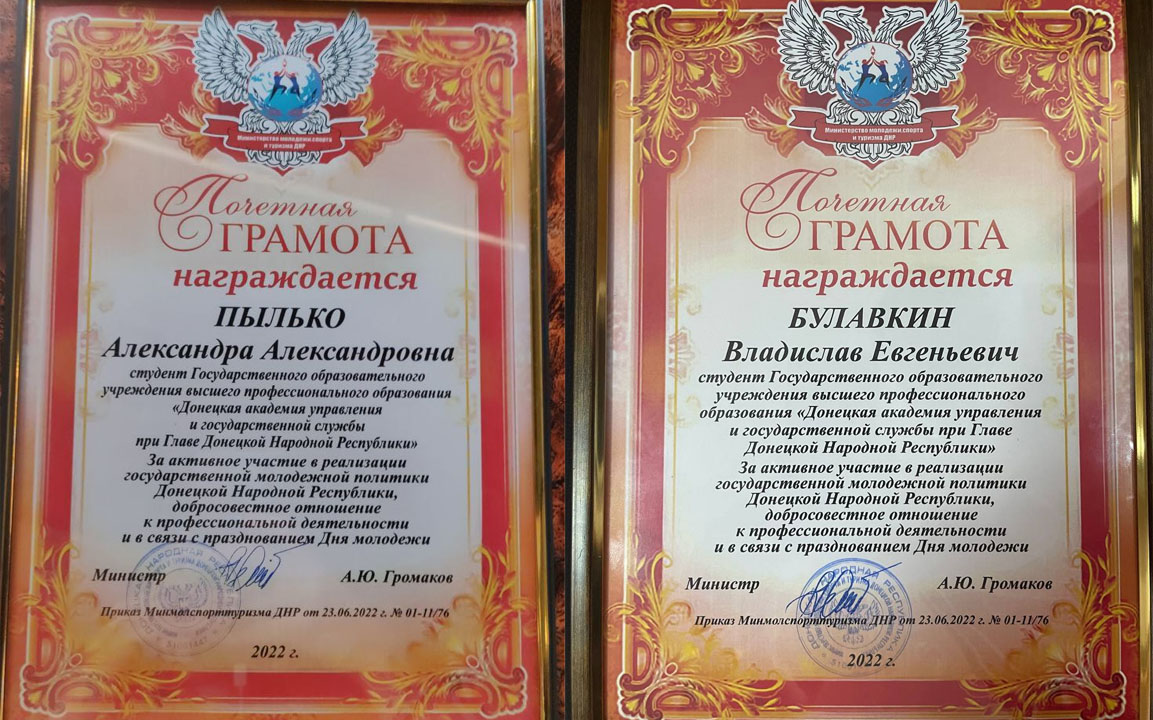 Министерство молодежи,спорта
и туризма ДНР
Почетная
ГРАМОТА
награждается
ПЫЛЬКО
Александра Александровна
студент Государственного образовательного
учреждения высшего профессионального образования
«Донецкая академия управления
и государственной службы
при Главе Донецкой Народной Республики»
За активное участие в реализации
государственной молодежной политики
Донецкой Народной Республики,
добросовестное отношение
к профессиональной деятельности
и в связи с празднованием Дня молодежи
Министр А.Ю. Громаков
Приказ Минмолспорттуризма ДНР от 23.06.2022 г. № 01-11/76
2022 г.
Министерство молодежи,спорта
и туризма ДНР
Почетная
ГРАМОТА
награждается
БУЛАВКИН
Владислав Евгеньевич
студент Государственного образовательного
учреждения высшего профессионального
образования «Донецкая академия управления
и государственной службы при Главе
Донецкой Народной Республики»
За активное участие в реализации
государственной молодежной политики
Донецкой Народной Республики,
добросовестное отношение
к профессиональной деятельности
и в связи с празднованием Дня молодежи
Министр А.Ю. Громаков
Приказ Минмолспорттуризма ДНР от 23.06.2022 г. № 01-11/76
2022 г.